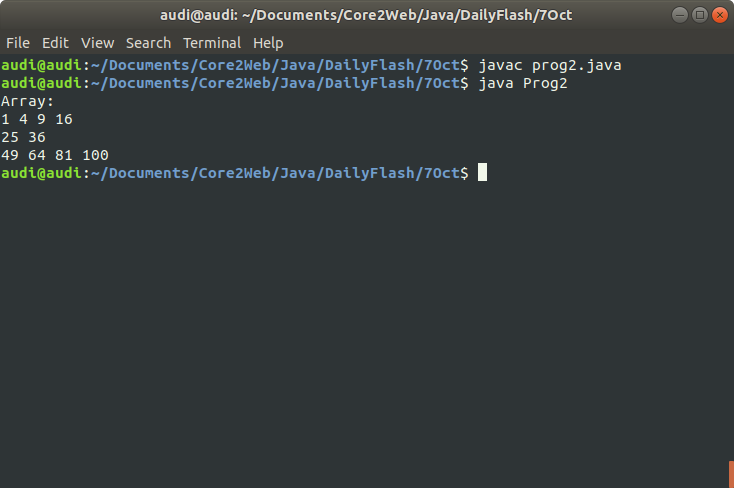 audi@audi: ~/Documents/Core2Web/Java/DailyFlash/7Oct
File Edit View Search Terminal Help
audi@audi:~/Documents/Core2Web/Java/DailyFlash/7Oct$ javac prog2.java
audi@audi:~/Documents/Core2Web/Java/DailyFlash/7Oct$ java Prog2
Array:
1 4 9 16
25 36
49 64 81 100
audi@audi:~/Documents/Core2Web/Java/DailyFlash/7Oct$